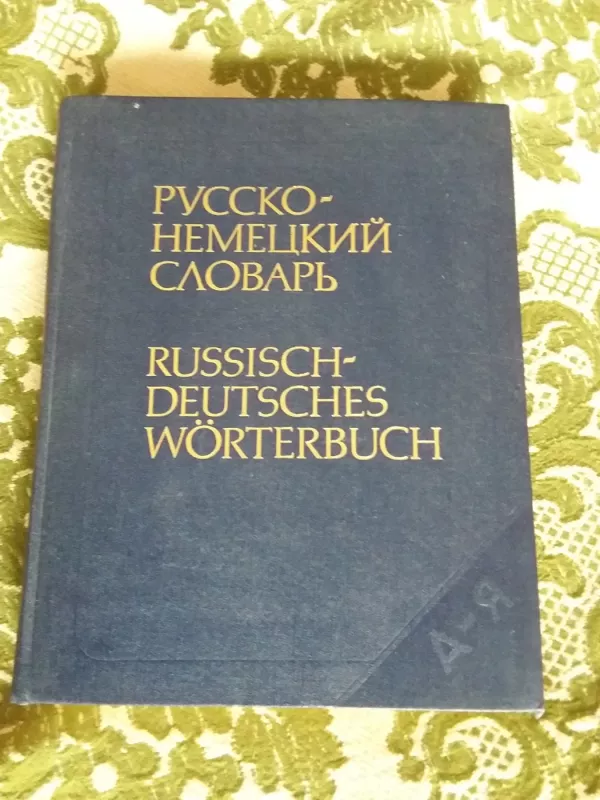 РУССКО-
НЕМЕЦКИЙ
СЛОВАРЬ
RUSSISCH-
DEUTSCHES
WÖRTERBUCH
А-Я